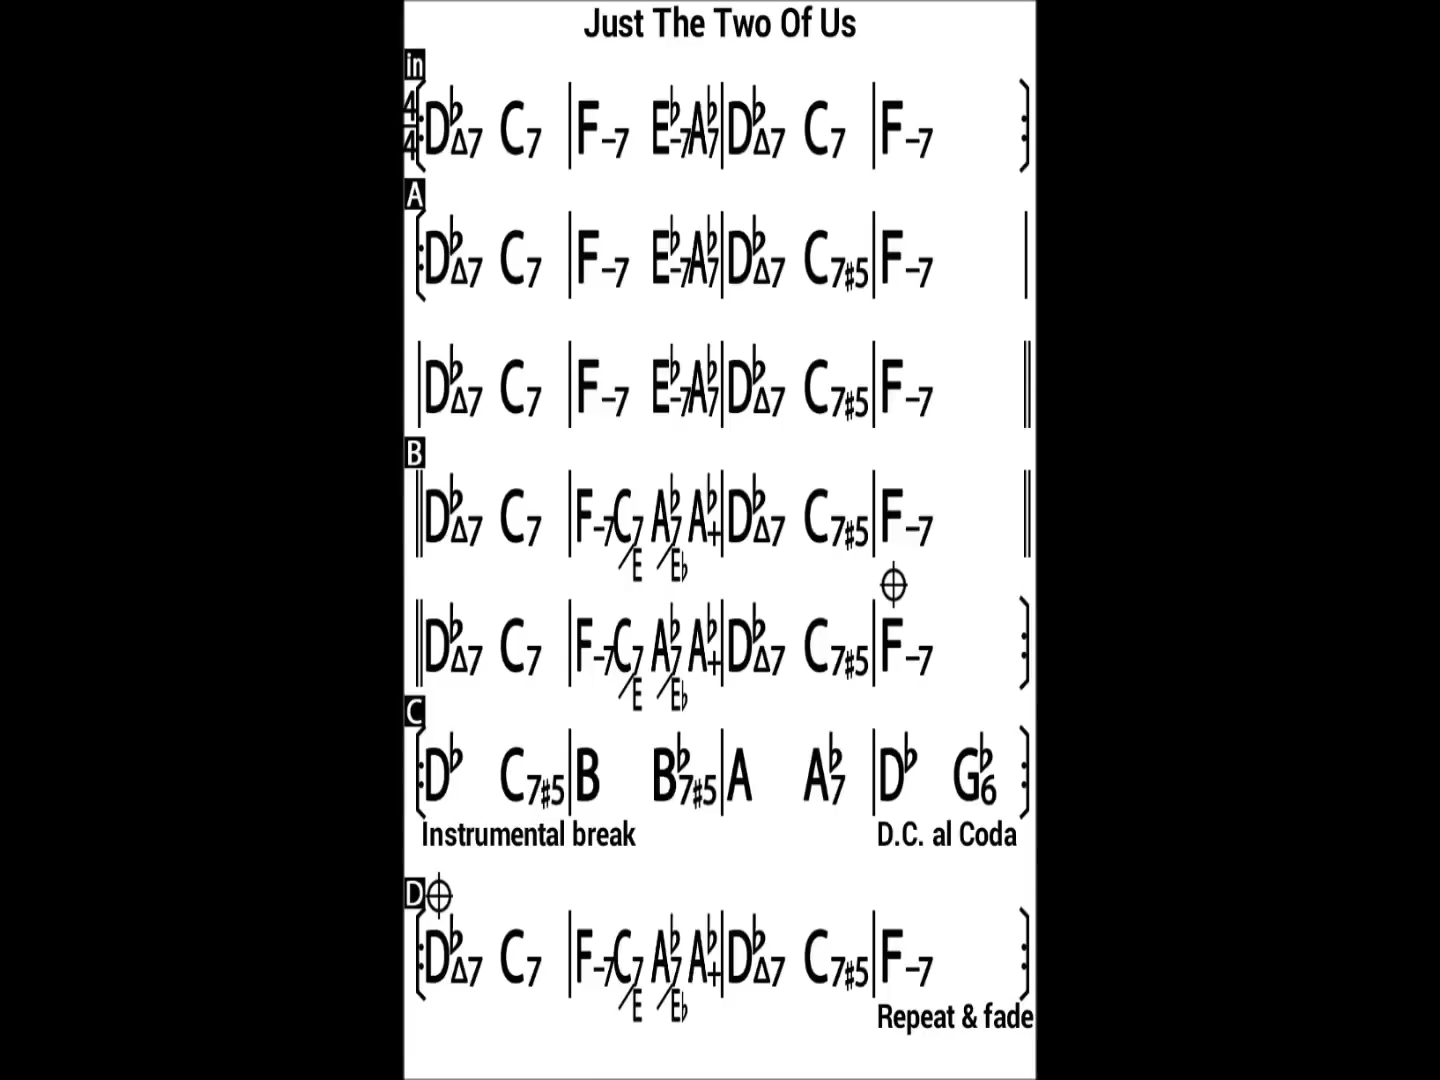 Just The Two Of Us
in
4/4 D♭Δ7 C7 | F-7 E♭-7 A♭7 | D♭Δ7 C7 | F-7
A
D♭Δ7 C7 | F-7 E♭-7 A♭7 | D♭Δ7 C7♯5 | F-7
D♭Δ7 C7 | F-7 E♭-7 A♭7 | D♭Δ7 C7♯5 | F-7
B
D♭Δ7 C7 | F-7 C7/E A♭7/E♭ A♭+ | D♭Δ7 C7♯5 | F-7
D♭Δ7 C7 | F-7 C7/E A♭7/E♭ A♭+ | D♭Δ7 C7♯5 | F-7
C
D♭ C7♯5 | B B♭7♯5 | A A♭7 | D♭ G♭6
Instrumental break D.C. al Coda
D
D♭Δ7 C7 | F-7 C7/E A♭7/E♭ A♭+ | D♭Δ7 C7♯5 | F-7
Repeat & fade